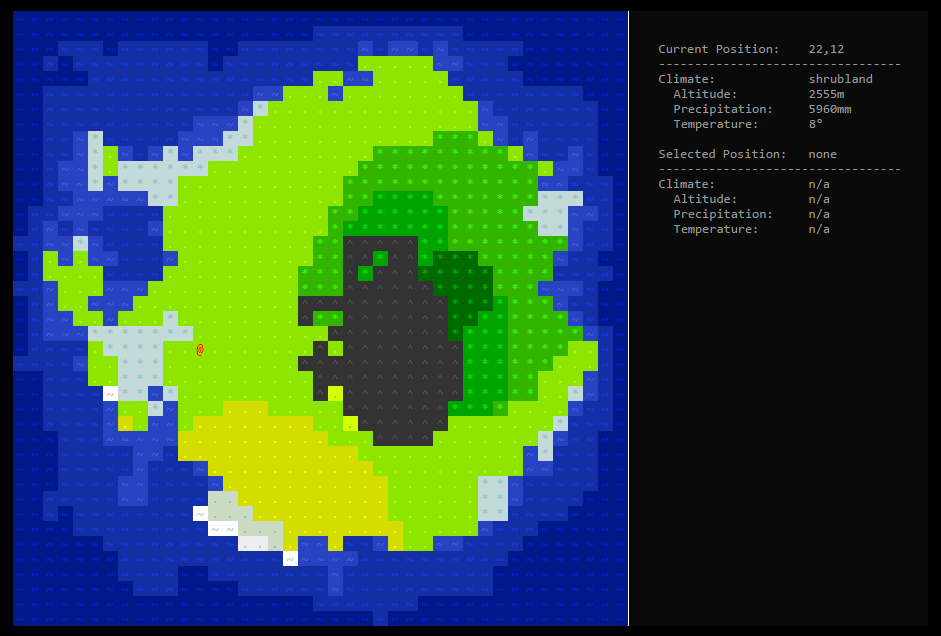 Current Position: 22,12
---------------------------------
Climate: shrubland
Altitude: 2555m
Precipitation: 5960mm
Temperature: 8°
Selected Position: none
---------------------------------
Climate: n/a
Altitude: n/a
Precipitation: n/a
Temperature: n/a
@